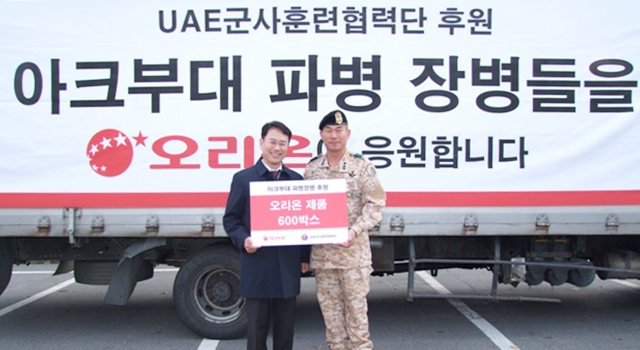 UAE군사훈련협력단 후원
아크부대 파병 장병들을
오리온이 응원합니다
아크부대 파병장병 후원
오리온 제품
600박스